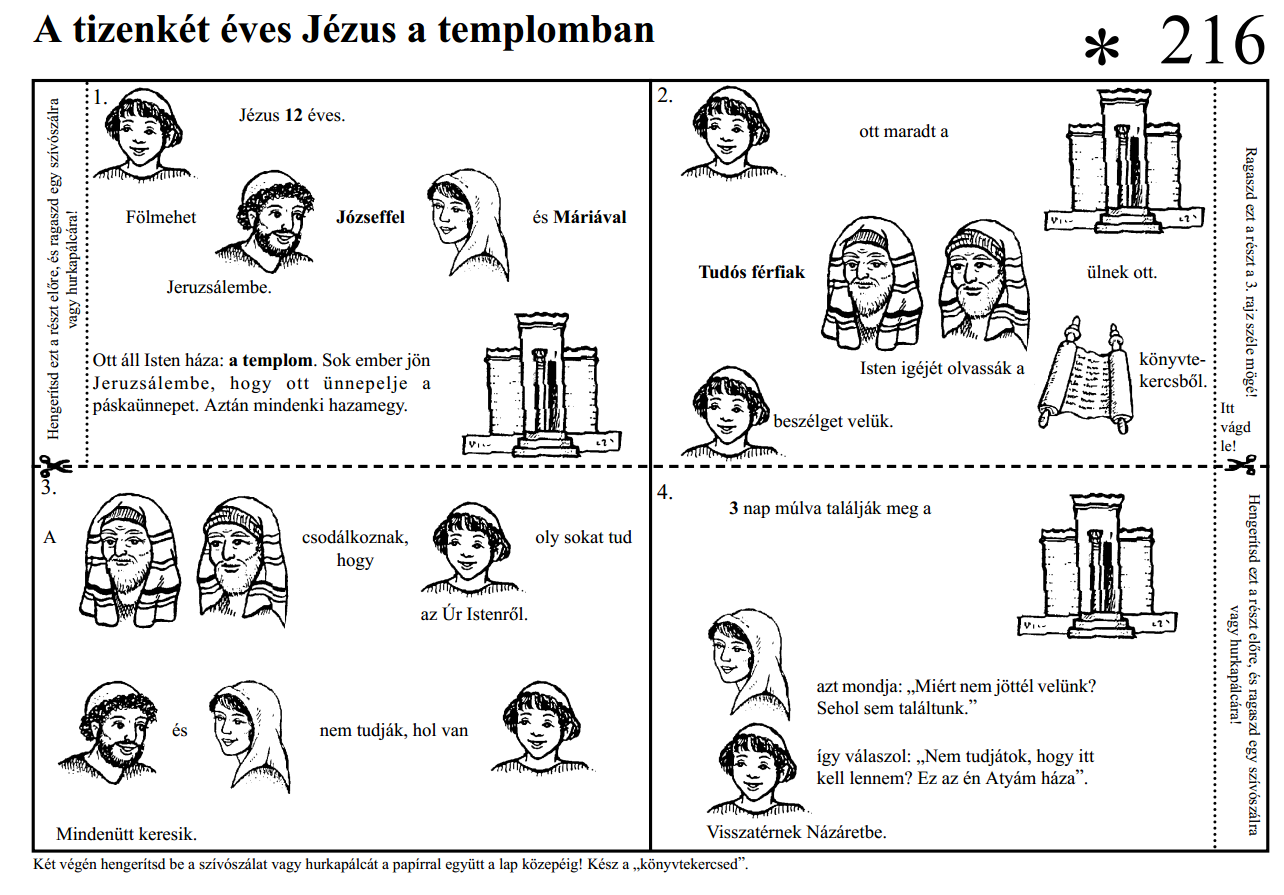 A tizenkét éves Jézus a templomban
* 216
Hengerítsd ezt a részt előre, és ragaszd egy szívószálra
vagy hurkapálcára!
1.
Jézus 12 éves.
Fölmehet
Józseffel
és Máriával
Jeruzsálembe.
Ott áll Isten háza: a templom. Sok ember jön
Jeruzsálembe, hogy ott ünnepelje a
páskaünnepet. Aztán mindenki hazamegy.
2.
ott maradt a
Tudós férfiak
ülnek ott.
Isten igéjét olvassák a
könyvte-
kercsből.
beszélget velük.
Ragaszd ezt a részt a 3. rajz széle mögé!
Itt
vágd
le!
3.
A
csodálkoznak,
hogy
oly sokat tud
az Úr Istenről.
és
nem tudják, hol van
Mindenütt keresik.
4.
3 nap múlva találják meg a
azt mondja: „Miért nem jöttél velünk?
Sehol sem találtunk.”
így válaszol: „Nem tudjátok, hogy itt
kell lennem? Ez az én Atyám háza”.
Visszatérnek Názáretbe.
Hengerítsd ezt a részt előre, és ragaszd egy szívószálra
vagy hurkapálcára!
Két végén hengerítsd be a szívószálat vagy hurkapálcát a papírral együtt a lap közepéig! Kész a „könyvtekercsed”.